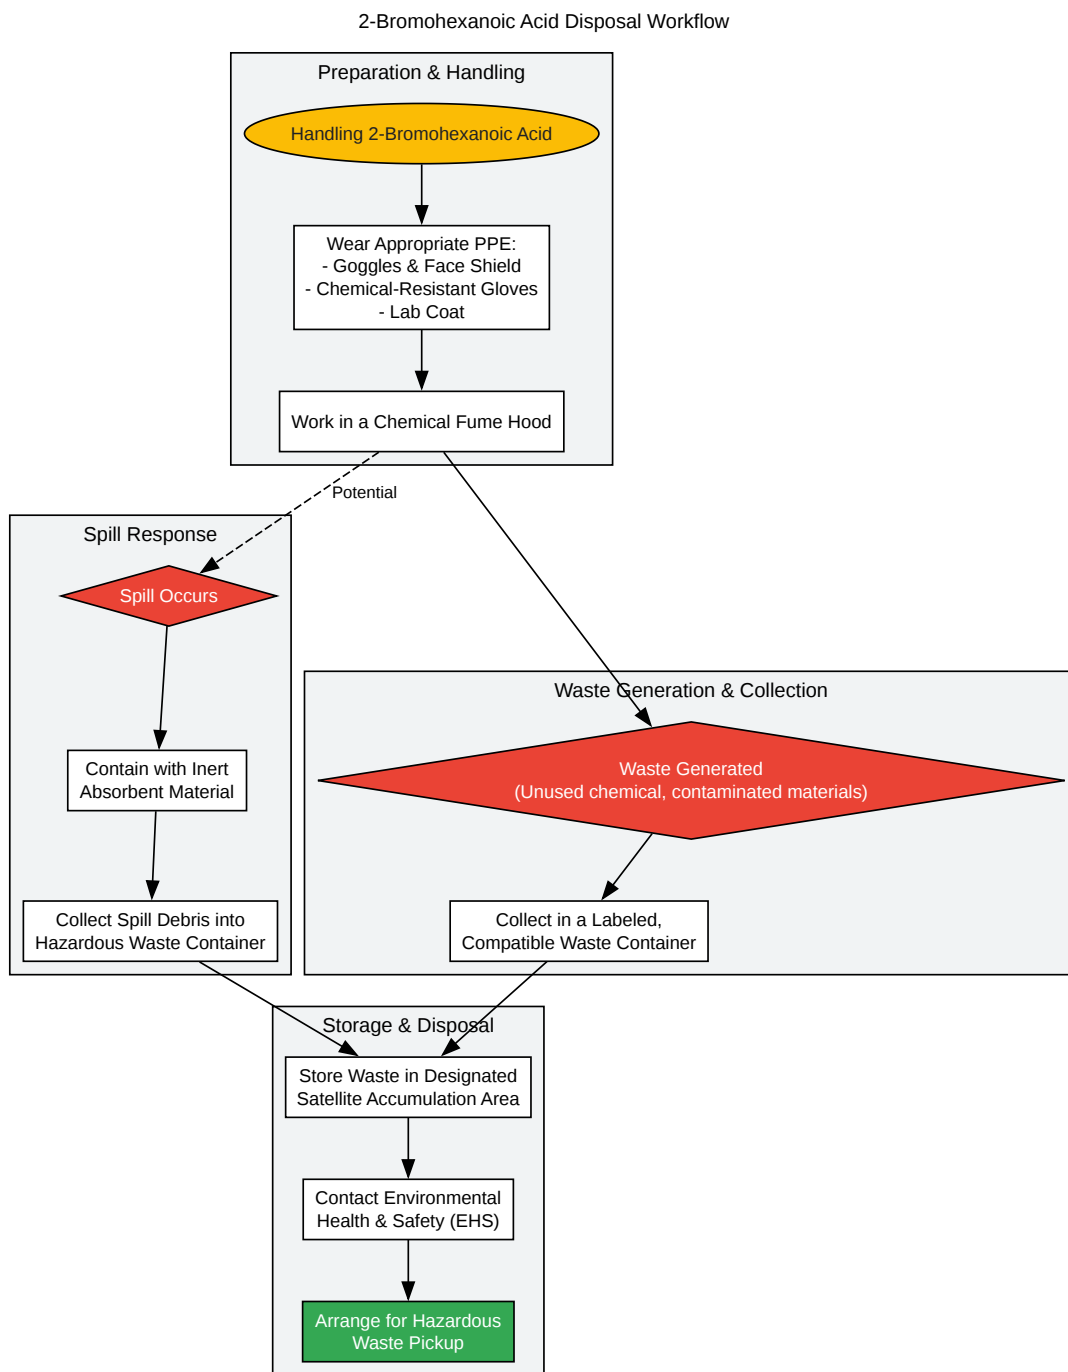 2-Bromohexanoic Acid Disposal Workflow
Preparation & Handling
Handling 2-Bromohexanoic Acid
Wear Appropriate PPE:
- Goggles & Face Shield
- Chemical-Resistant Gloves
- Lab Coat
Work in a Chemical Fume Hood
Potential
Spill Response
Spill Occurs
Contain with Inert
Absorbent Material
Collect Spill Debris into
Hazardous Waste Container
Waste Generation & Collection
Waste Generated
(Unused chemical, contaminated materials)
Collect in a Labeled,
Compatible Waste Container
Storage & Disposal
Store Waste in Designated
Satellite Accumulation Area
Contact Environmental
Health & Safety (EHS)
Arrange for Hazardous
Waste Pickup